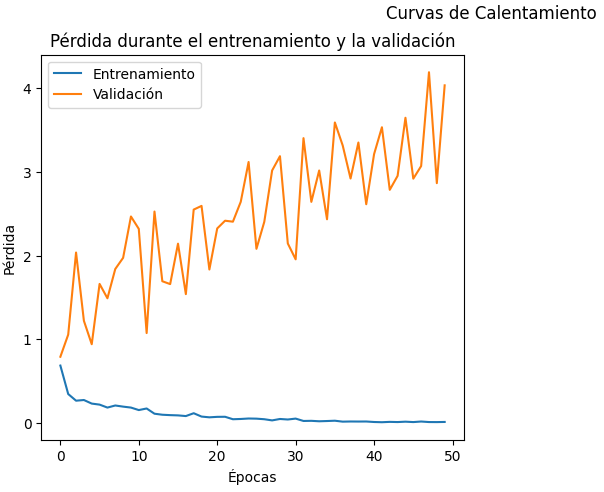 Curvas de Calentamiento
Pérdida durante el entrenamiento y la validación
Entrenamiento
Validación
4
3
2
1
0
Pérdida
0 10 20 30 40 50
Épocas